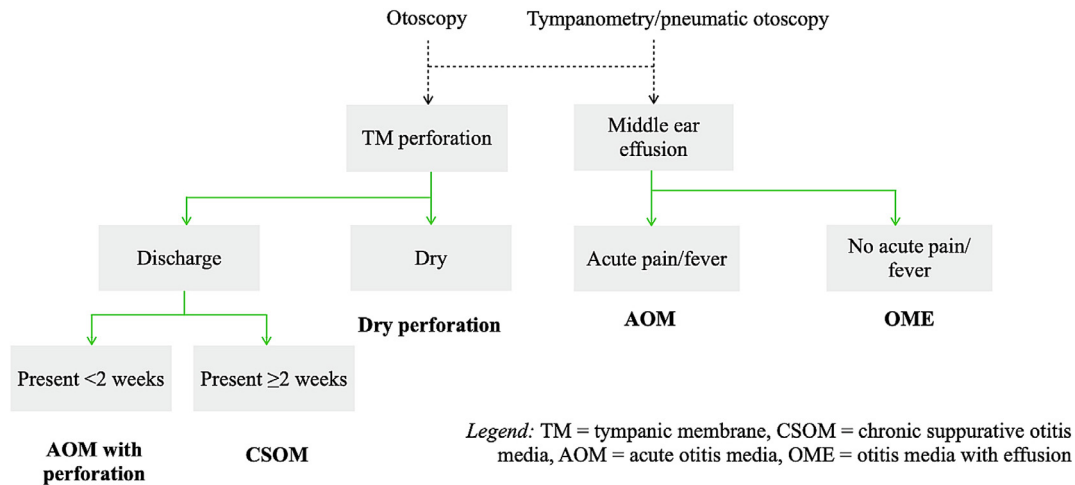 Otoscopy
Tympanometry/pneumatic otoscopy
TM perforation
Middle ear
effusion
Discharge
Dry
Acute pain/fever
No acute pain/
fever
Dry perforation
AOM
OME
Present <2 weeks
Present ≥2 weeks
AOM with
perforation
CSOM
Legend: TM = tympanic membrane, CSOM = chronic suppurative otitis
media, AOM = acute otitis media, OME = otitis media with effusion